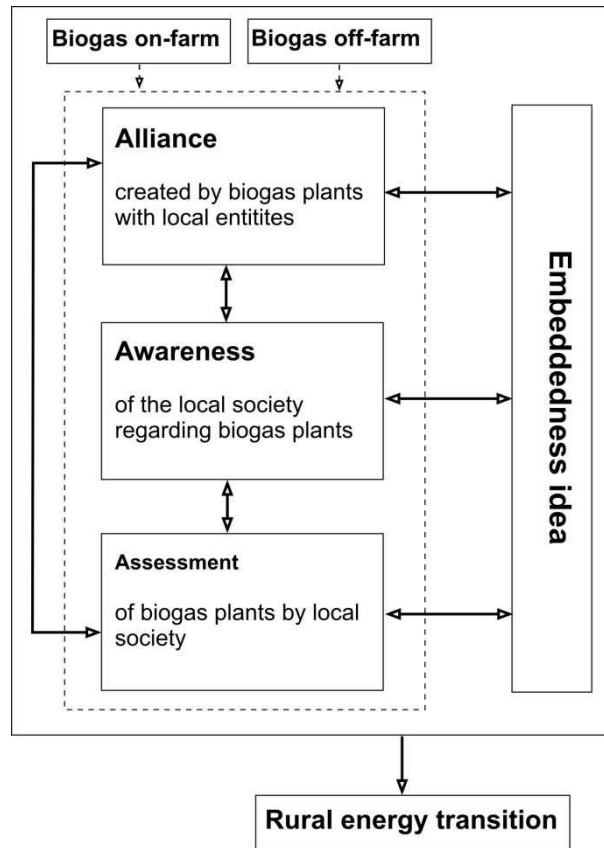 Biogas on-farm
Biogas off-farm
Alliance
created by biogas plants
with local entitites
Awareness
of the local society
regarding biogas plants
Assessment
of biogas plants by local
society
Embeddedness idea
Rural energy transition